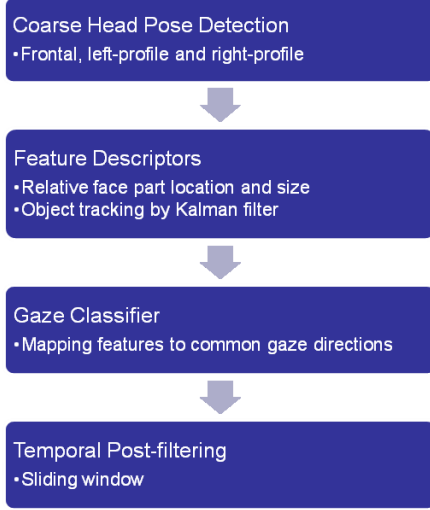 Coarse Head Pose Detection
•Frontal, left-profile and right-profile
Feature Descriptors
•Relative face part location and size
•Object tracking by Kalman filter
Gaze Classifier
•Mapping features to common gaze directions
Temporal Post-filtering
•Sliding window